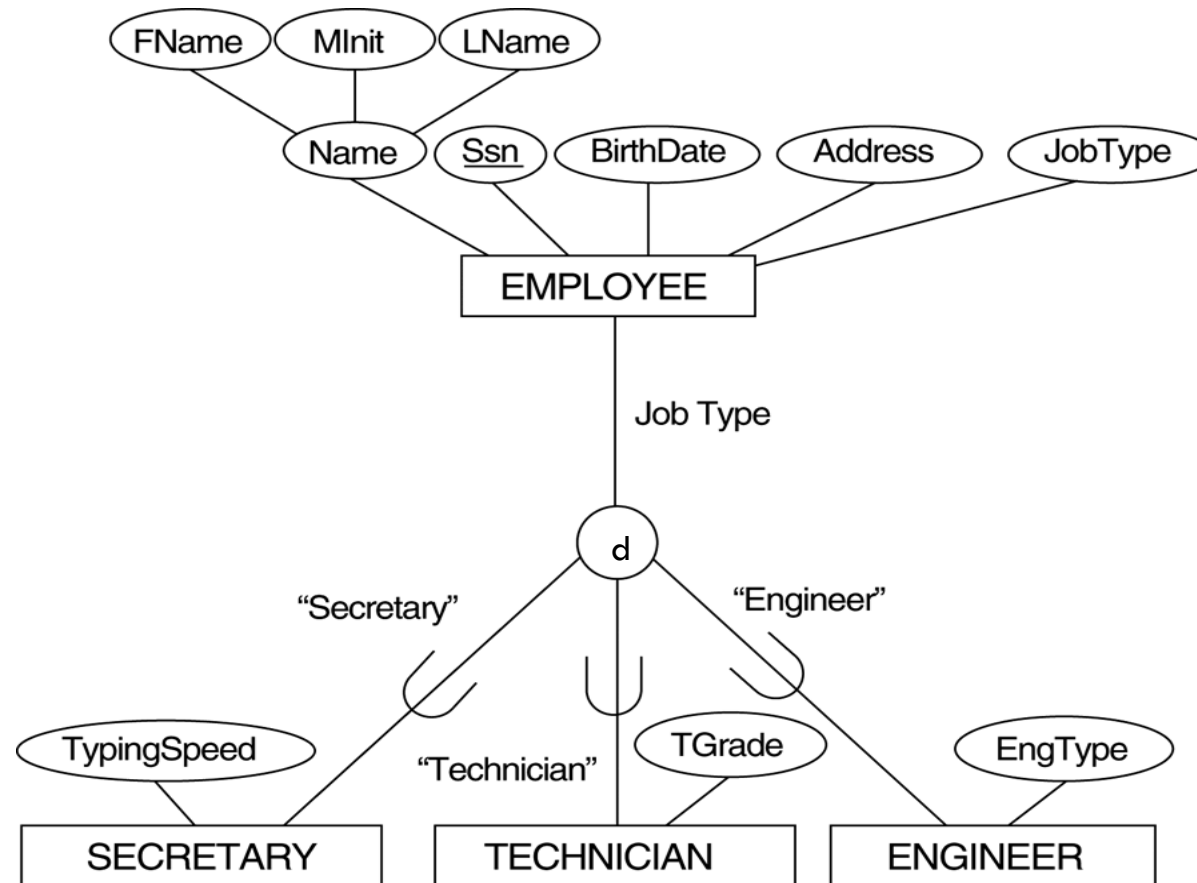 FName
MInit
LName
Name
Ssn
BirthDate
Address
JobType
EMPLOYEE
Job Type
d
“Secretary”
“Engineer”
“Technician”
TypingSpeed
TGrade
EngType
SECRETARY
TECHNICIAN
ENGINEER